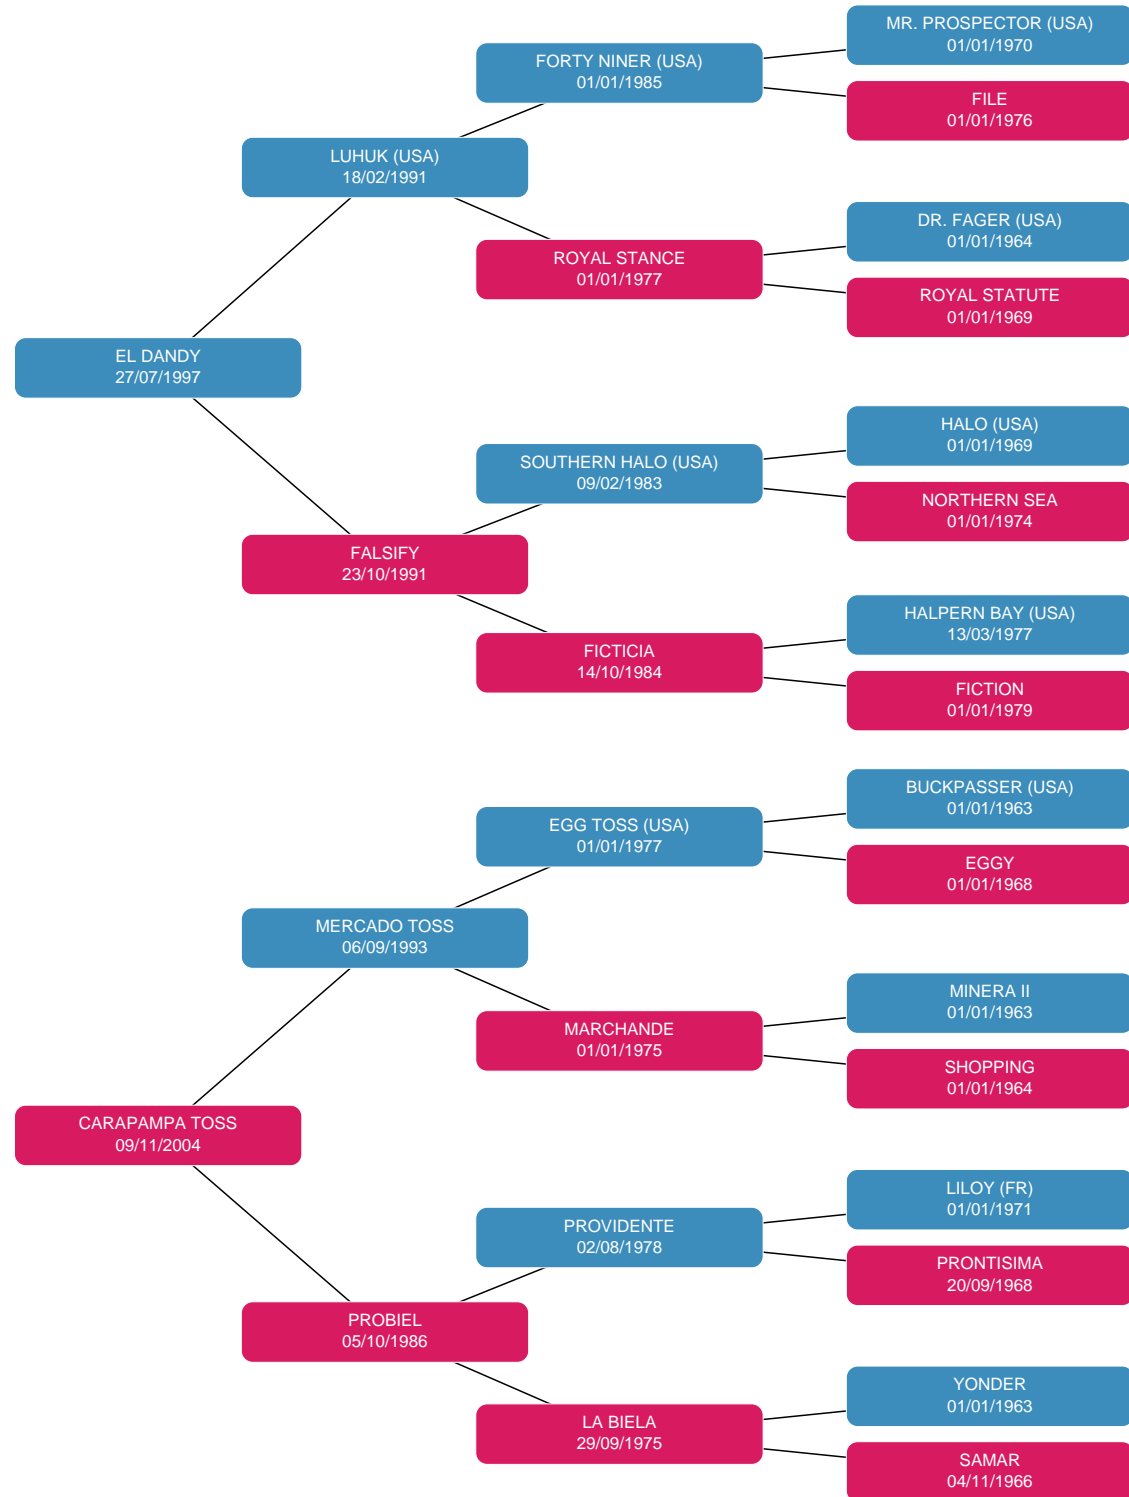 MR. PROSPECTOR (USA)
01/01/1970
FORTY NINER (USA)
01/01/1985
FILE
01/01/1976
LUHUK (USA)
18/02/1991
DR. FAGER (USA)
01/01/1964
ROYAL STANCE
01/01/1977
ROYAL STATUTE
01/01/1969
EL DANDY
27/07/1997
HALO (USA)
01/01/1969
SOUTHERN HALO (USA)
09/02/1983
NORTHERN SEA
01/01/1974
FALSIFY
23/10/1991
HALPERN BAY (USA)
13/03/1977
FICTICIA
14/10/1984
FICTION
01/01/1979
BUCKPASSER (USA)
01/01/1963
EGG TOSS (USA)
01/01/1977
EGGY
01/01/1968
MERCADO TOSS
06/09/1993
MINERA II
01/01/1963
MARCHANDE
01/01/1975
SHOPPING
01/01/1964
CARAPAMPA TOSS
09/11/2004
LILOY (FR)
01/01/1971
PROVIDENTE
02/08/1978
PRONTISIMA
20/09/1968
PROBIEL
05/10/1986
YONDER
01/01/1963
LA BIELA
29/09/1975
SAMAR
04/11/1966